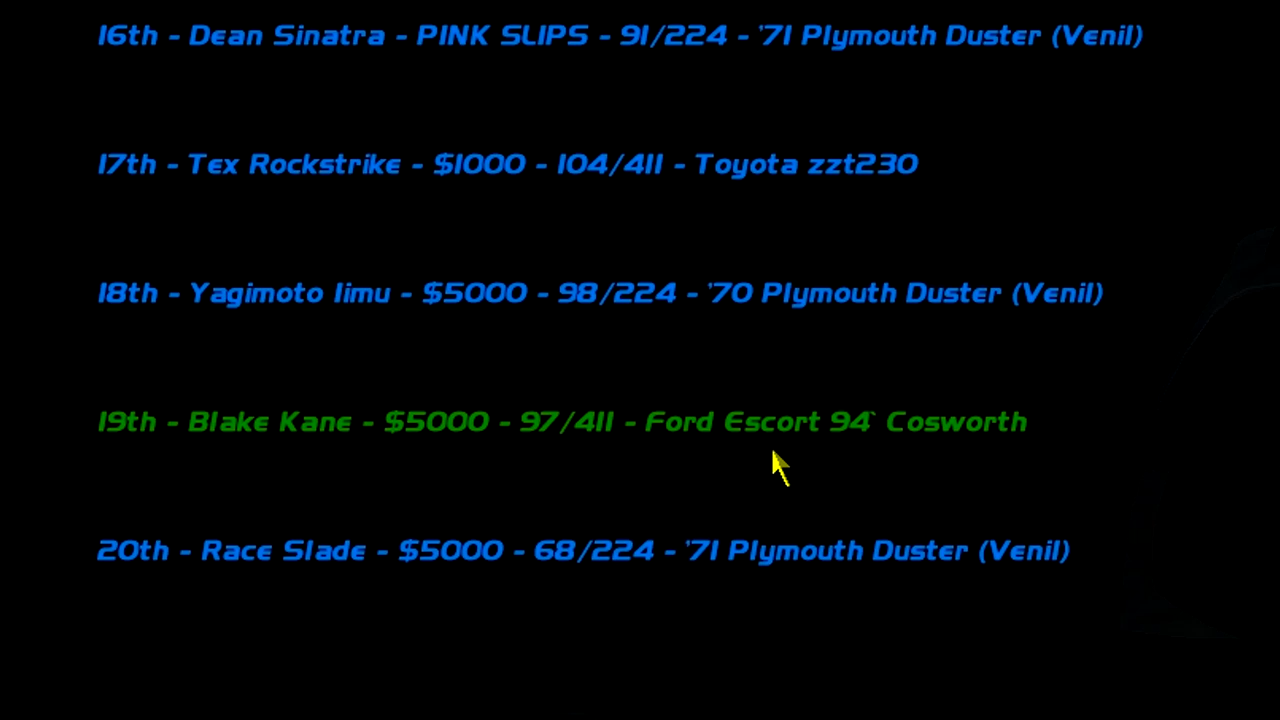 16th - Dean Sinatra - PINK SLIPS - 91/224 - '71 Plymouth Duster (Venil)
17th - Tex Rockstrike - $1000 - 104/411 - Toyota zzt230
18th - Yagimoto Iimu - $5000 - 98/224 - '70 Plymouth Duster (Venil)
19th - Blake Kane - $5000 - 97/411 - Ford Escort 94` Cosworth
20th - Race Slade - $5000 - 68/224 - '71 Plymouth Duster (Venil)